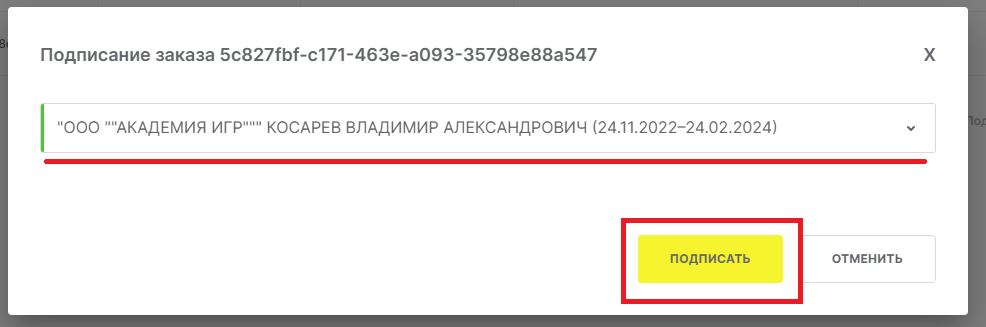 Подписание заказа 5c827fbf-c171-463e-a093-35798e88a547
X
"ООО ""АКАДЕМИЯ ИГР""" КОСАРЕВ ВЛАДИМИР АЛЕКСАНДРОВИЧ (24.11.2022–24.02.2024)
ПОДПИСАТЬ
ОТМЕНИТЬ